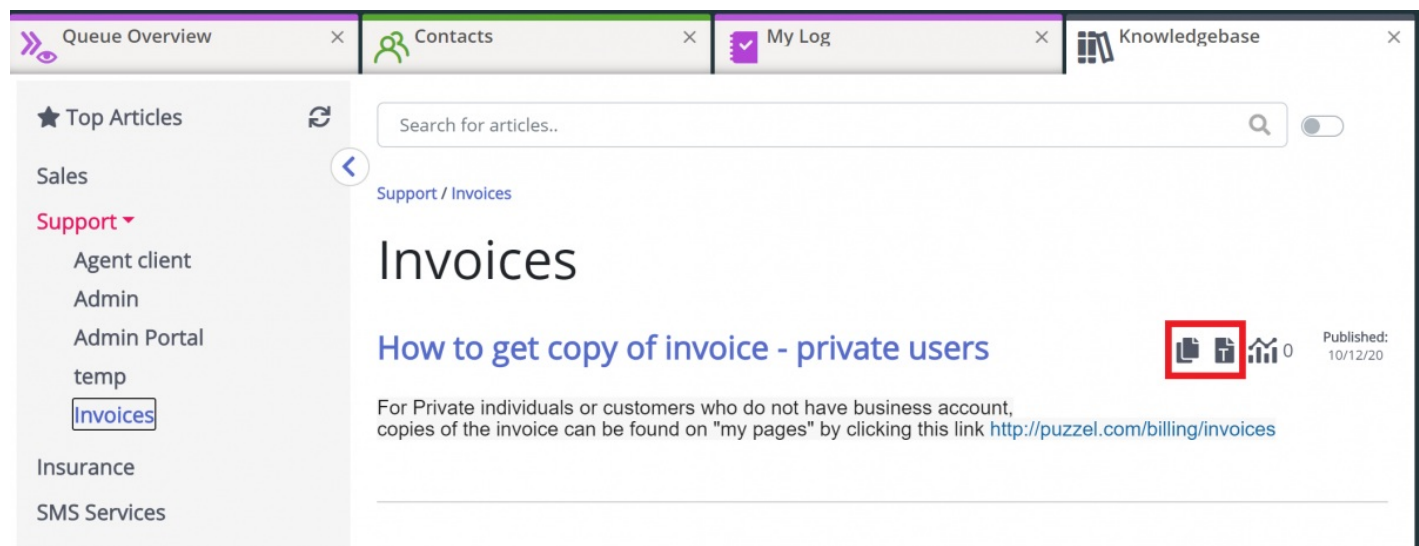 Queue Overview
Contacts
My Log
Knowledgebase
Top Articles
Sales
Support
Agent client
Admin
Admin Portal
temp
Invoices
Insurance
SMS Services
Search for articles..
Support / Invoices
Invoices
How to get copy of invoice - private users
T
0
Published:
10/12/20
For Private individuals or customers who do not have business account,
copies of the invoice can be found on "my pages" by clicking this link http://puzzel.com/billing/invoices